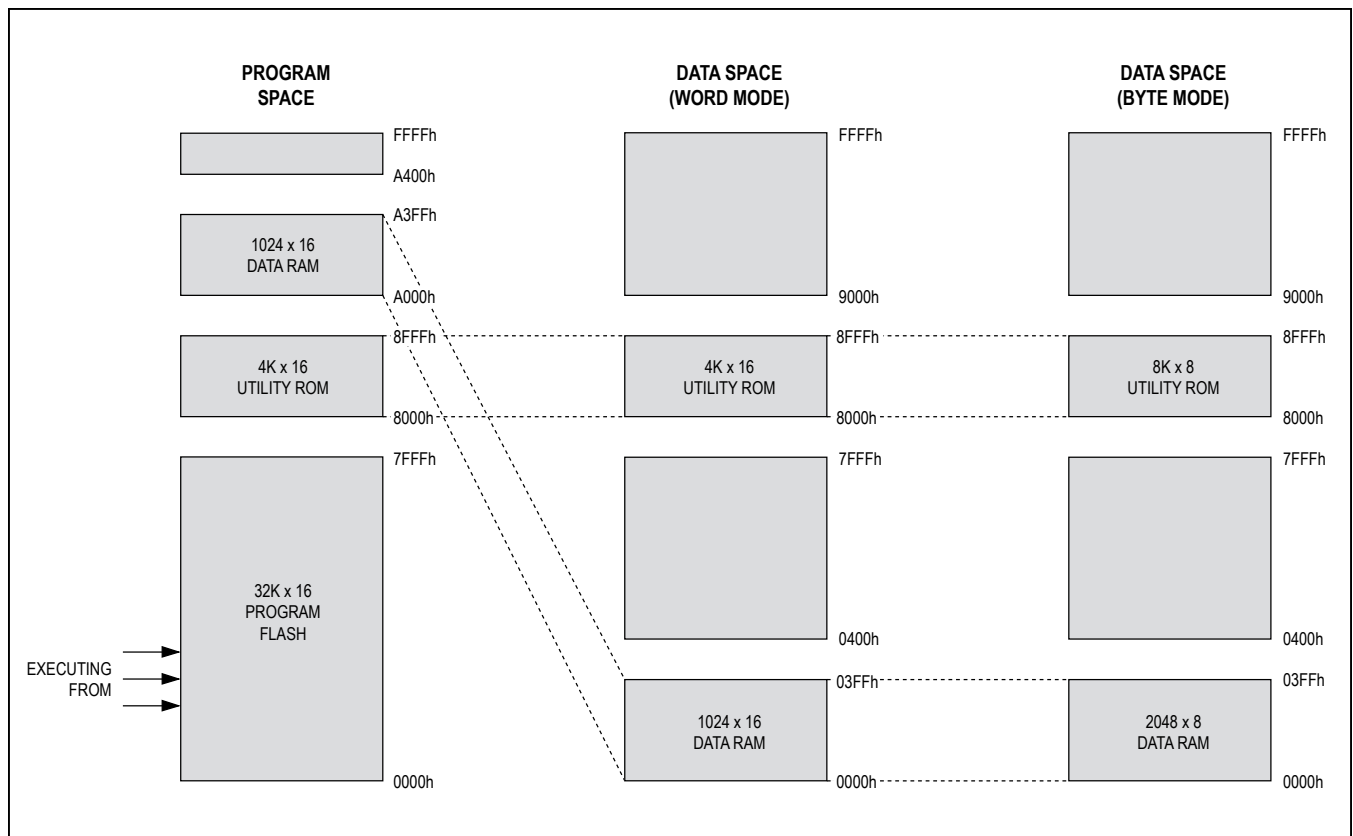 PROGRAM
SPACE
FFFFh
A400h
A3FFh
1024 x 16
DATA RAM
A000h
8FFFh
4K x 16
UTILITY ROM
8000h
7FFFh
32K x 16
PROGRAM
FLASH
EXECUTING
FROM
0000h
DATA SPACE
(WORD MODE)
FFFFh
9000h
8FFFh
4K x 16
UTILITY ROM
8000h
7FFFh
0400h
03FFh
1024 x 16
DATA RAM
0000h
DATA SPACE
(BYTE MODE)
FFFFh
9000h
8FFFh
8K x 8
UTILITY ROM
8000h
7FFFh
0400h
03FFh
2048 x 8
DATA RAM
0000h